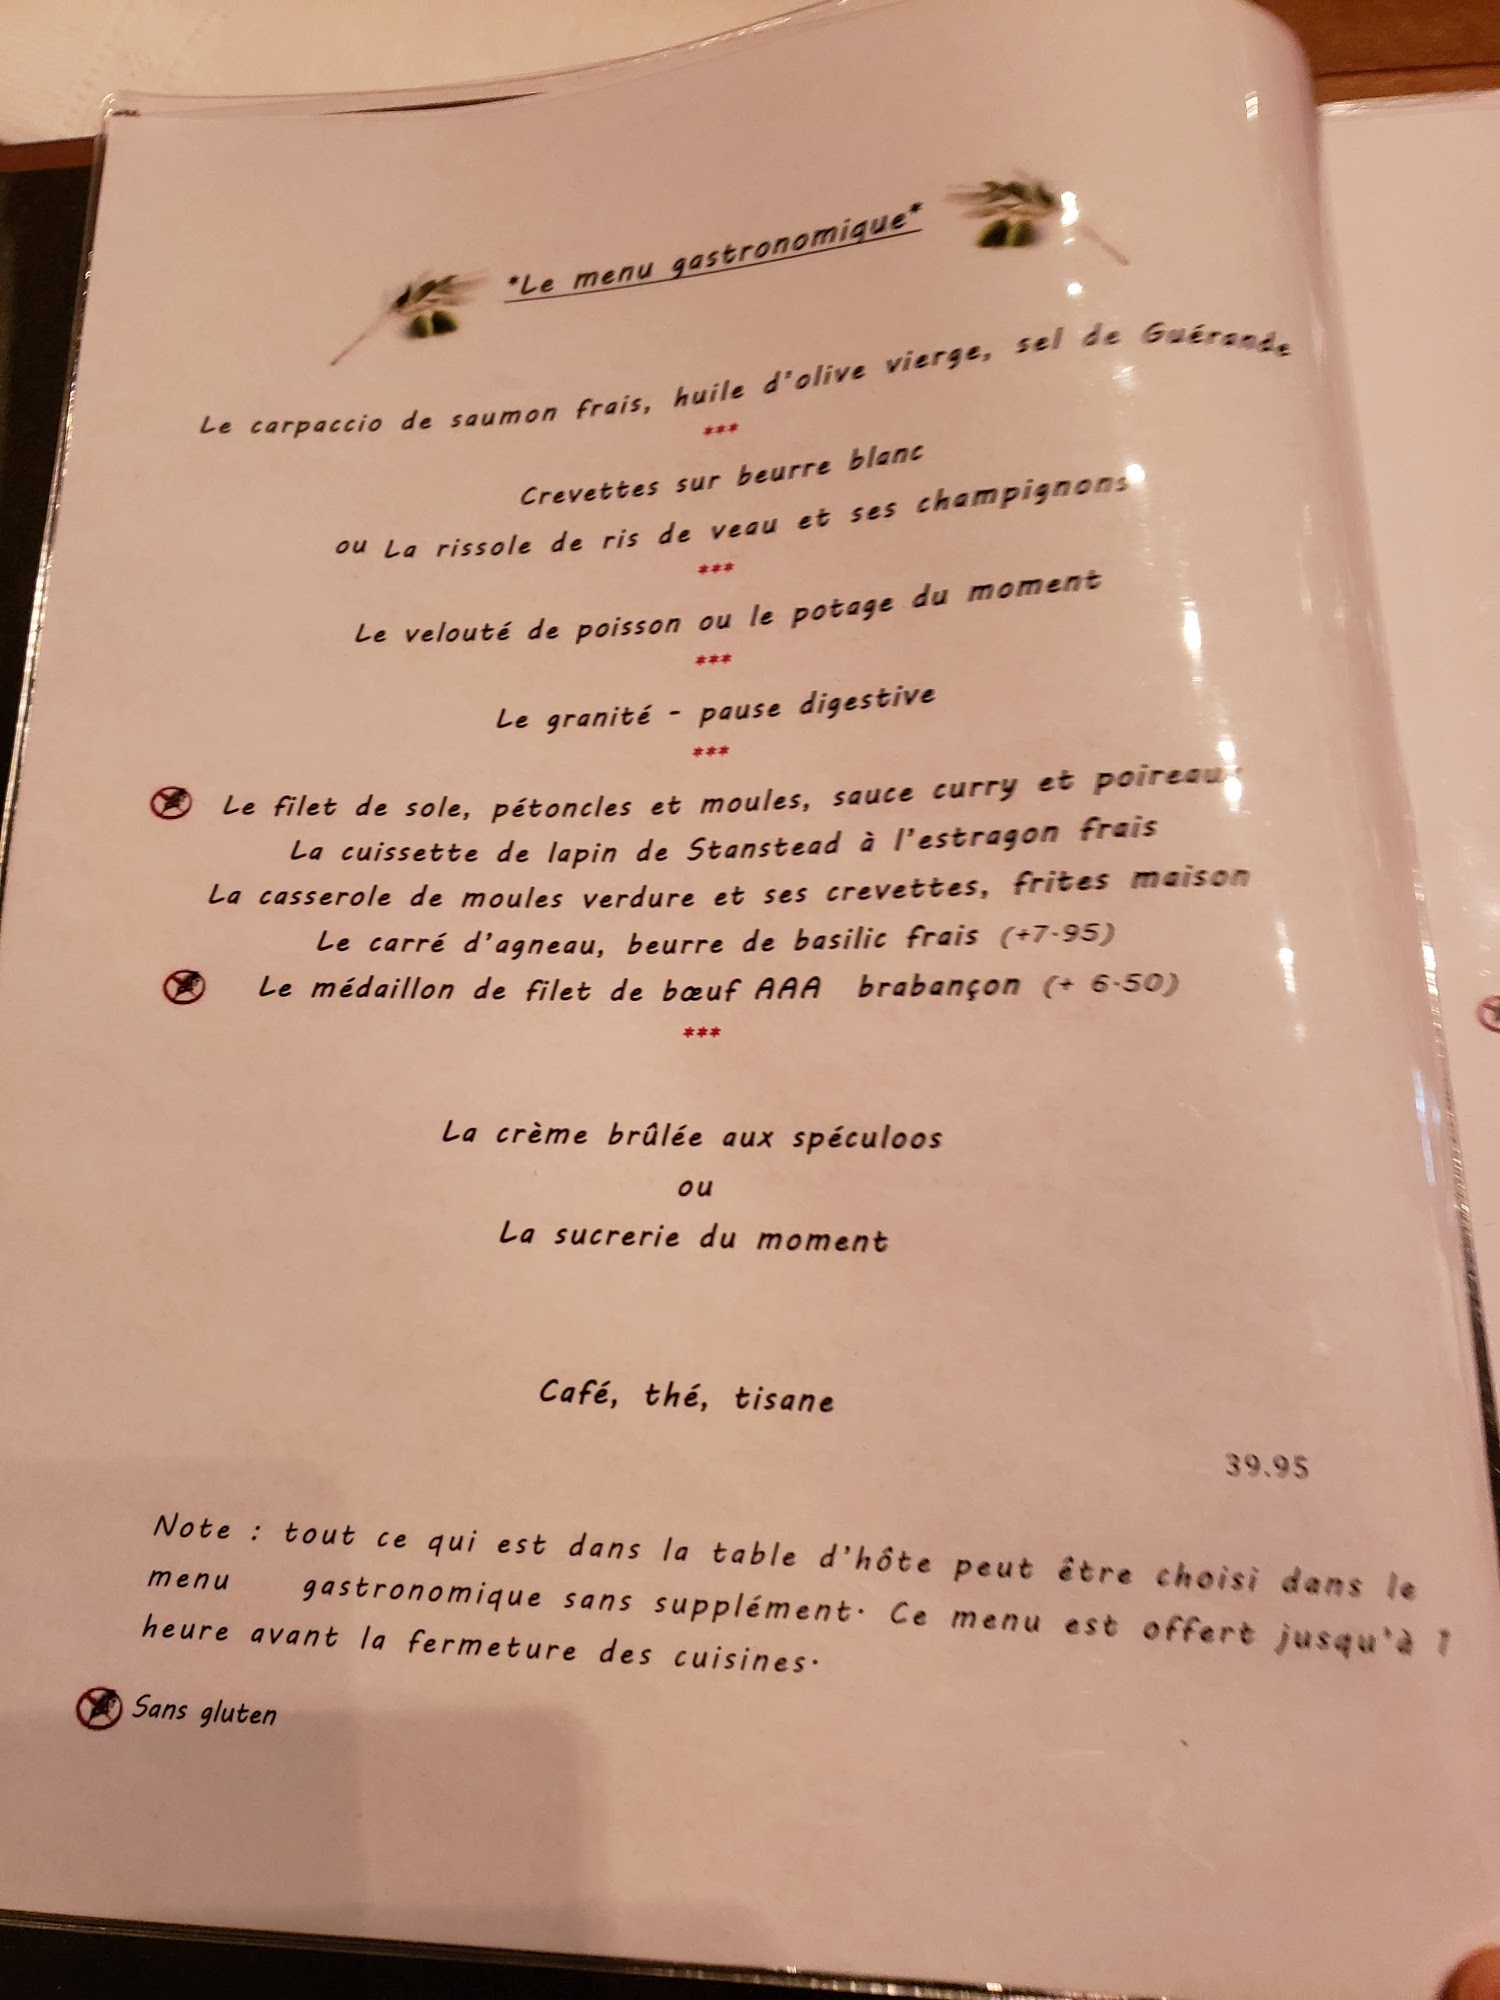 *Le menu gastronomique*
Le carpaccio de saumon frais, huile d'olive vierge, sel de Guérande
***
Crevettes sur beurre blanc
ou La rissole de ris de veau et ses champignons
***
Le velouté de poisson ou le potage du moment
***
Le granité - pause digestive
***
Le filet de sole, pétoncles et moules, sauce curry et poireau
La cuissette de lapin de Stanstead à l'estragon frais
La casserole de moules verdure et ses crevettes, frites maison
Le carré d'agneau, beurre de basilic frais (+7.95)
Le médaillon de filet de bœuf AAA brabançon (+ 6.50)
***
La crème brûlée aux spéculoos
ou
La sucrerie du moment
Café, thé, tisane
39.95
Note : tout ce qui est dans la table d'hôte peut être choisi dans le
menu gastronomique sans supplément. Ce menu est offert jusqu'à 1
heure avant la fermeture des cuisines.
Sans gluten